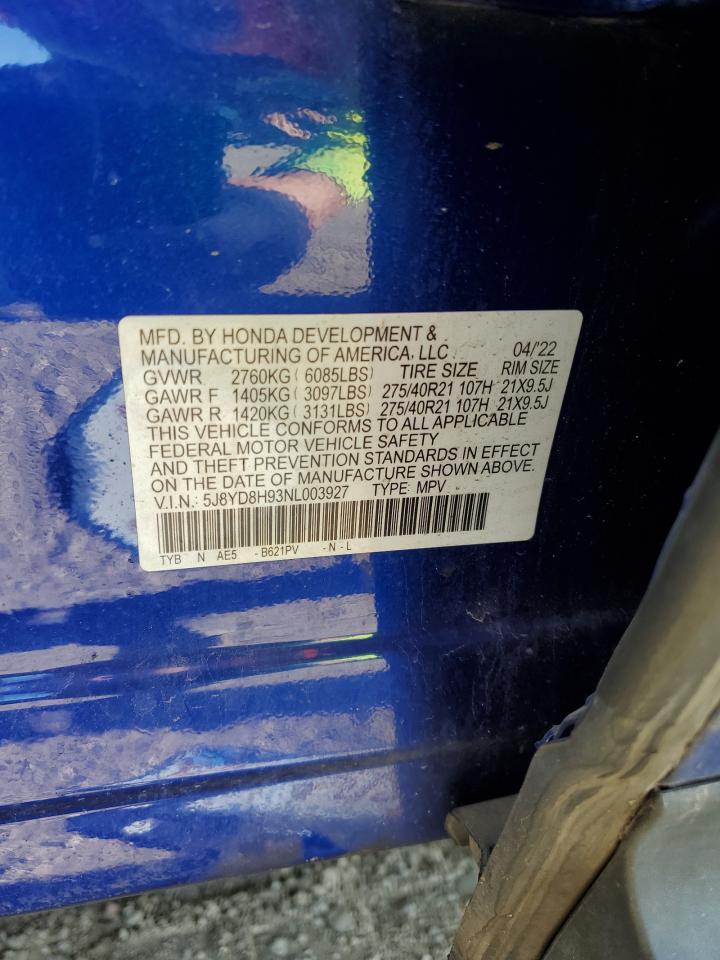 MFD. BY HONDA DEVELOPMENT &
MANUFACTURING OF AMERICA, LLC 04/'22
GVWR 2760KG ( 6085LBS) TIRE SIZE RIM SIZE
GAWR F 1405KG ( 3097LBS) 275/40R21 107H 21X9.5J
GAWR R 1420KG ( 3131LBS) 275/40R21 107H 21X9.5J
THIS VEHICLE CONFORMS TO ALL APPLICABLE
FEDERAL MOTOR VEHICLE SAFETY
AND THEFT PREVENTION STANDARDS IN EFFECT
ON THE DATE OF MANUFACTURE SHOWN ABOVE.
V.I.N.: 5J8YD8H93NL003927 TYPE: MPV
TYB N AE5 - B621PV - N - L